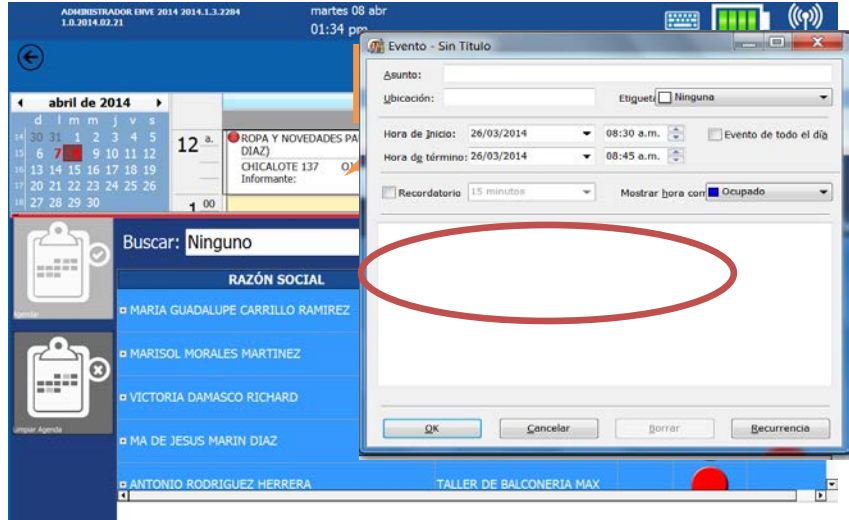 ADMINISTRADOR ENVE 2014 2014.1.3.2284
1.0.2014.02.21
martes 08 abr
01:34 pm
abril de 2014
d l m m j v s
14 30 31 1 2 3 4 5
15 6 7 9 10 11 12
16 13 14 15 16 17 18 19
17 20 21 22 23 24 25 26
18 27 28 29 30
12 a.
1 00
ROPA Y NOVEDADES PA
DIAZ)
CHICALOTE 137
Informante:
Evento - Sin Título
Asunto:
Ubicación:
Etiqueta
Ninguna
Hora de Inicio: 26/03/2014 08:30 a.m.
Evento de todo el día
Hora de término: 26/03/2014 08:45 a.m.
Recordatorio 15 minutos
Mostrar hora com
Ocupado
OK
Cancelar
Borrar
Recurrencia
Agendar
Limpiar Agenda
Buscar: Ninguno
RAZÓN SOCIAL
MARIA GUADALUPE CARRILLO RAMIREZ
MARISOL MORALES MARTINEZ
VICTORIA DAMASCO RICHARD
MA DE JESUS MARIN DIAZ
ANTONIO RODRIGUEZ HERRERA
TALLER DE BALCONERIA MAX